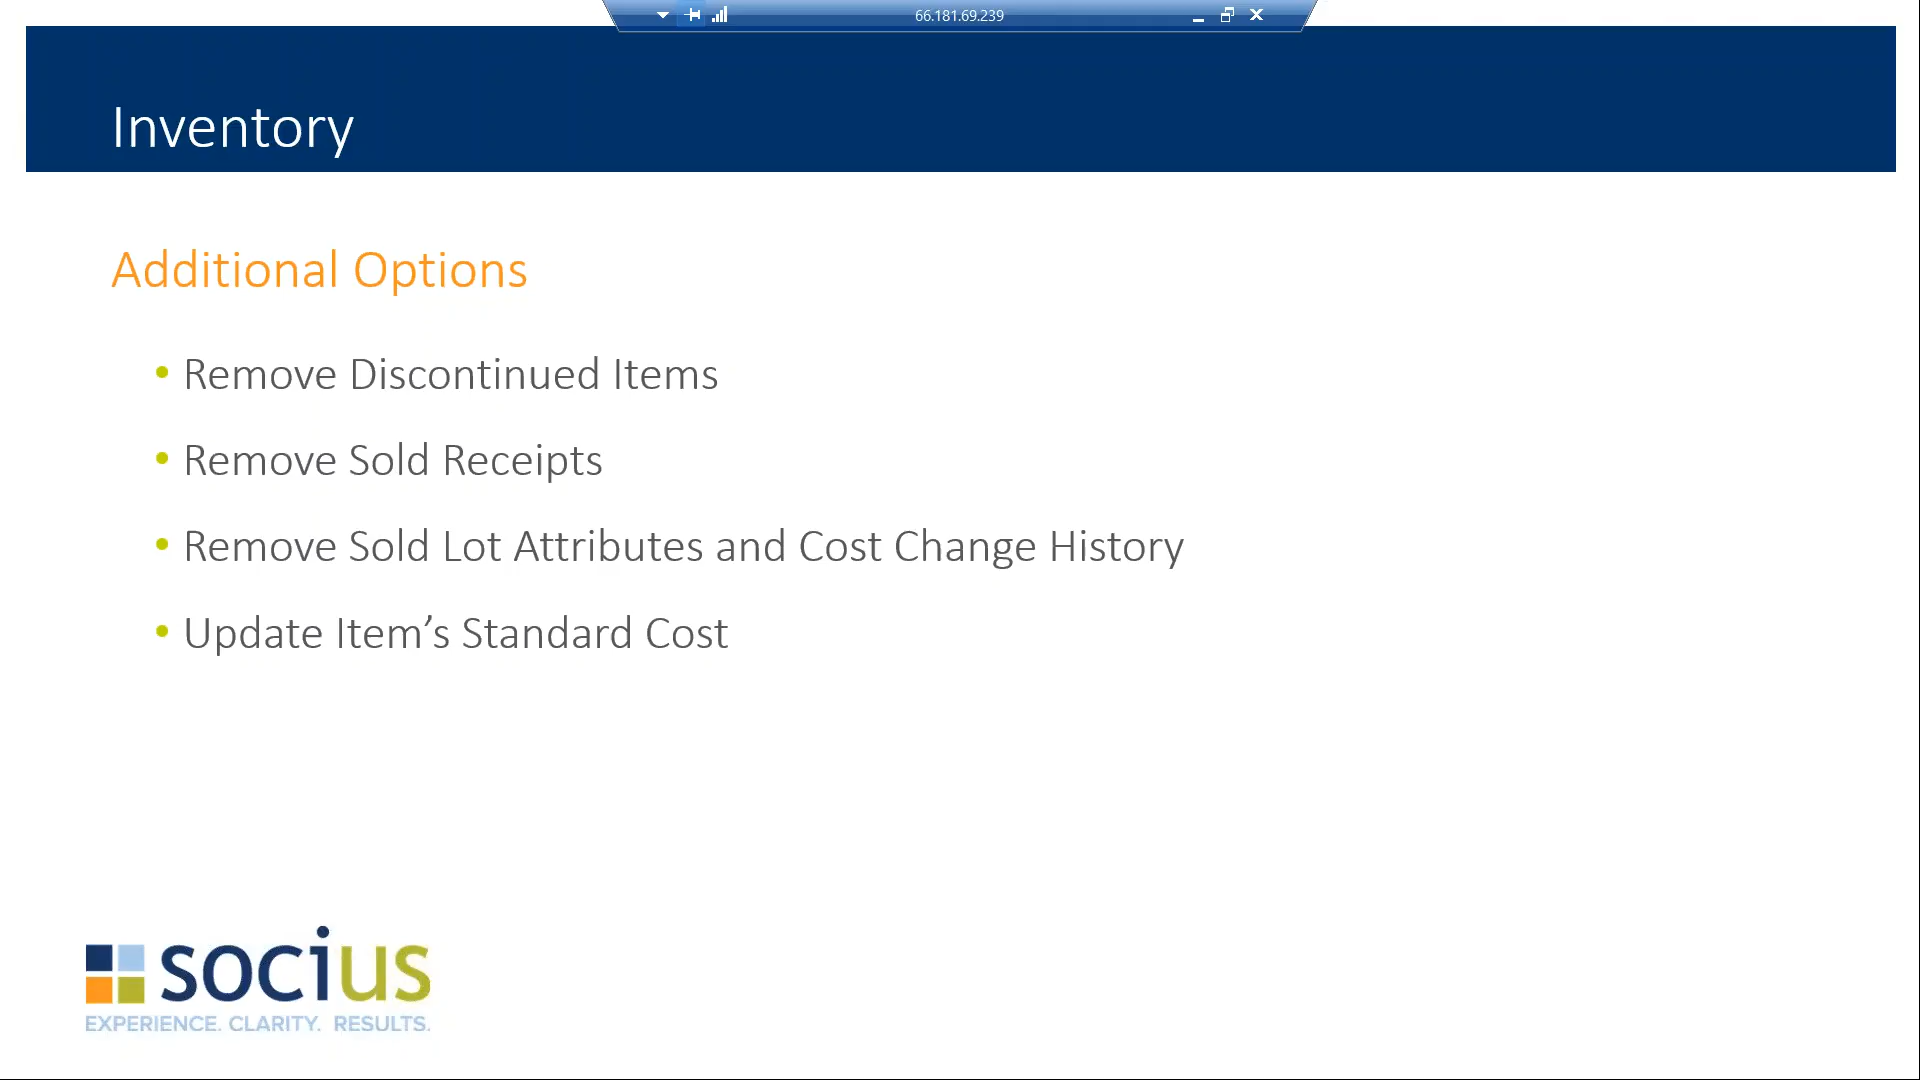 66.181.69.239
Inventory
Additional Options
• Remove Discontinued Items
• Remove Sold Receipts
• Remove Sold Lot Attributes and Cost Change History
• Update Item’s Standard Cost
socius
EXPERIENCE. CLARITY. RESULTS.